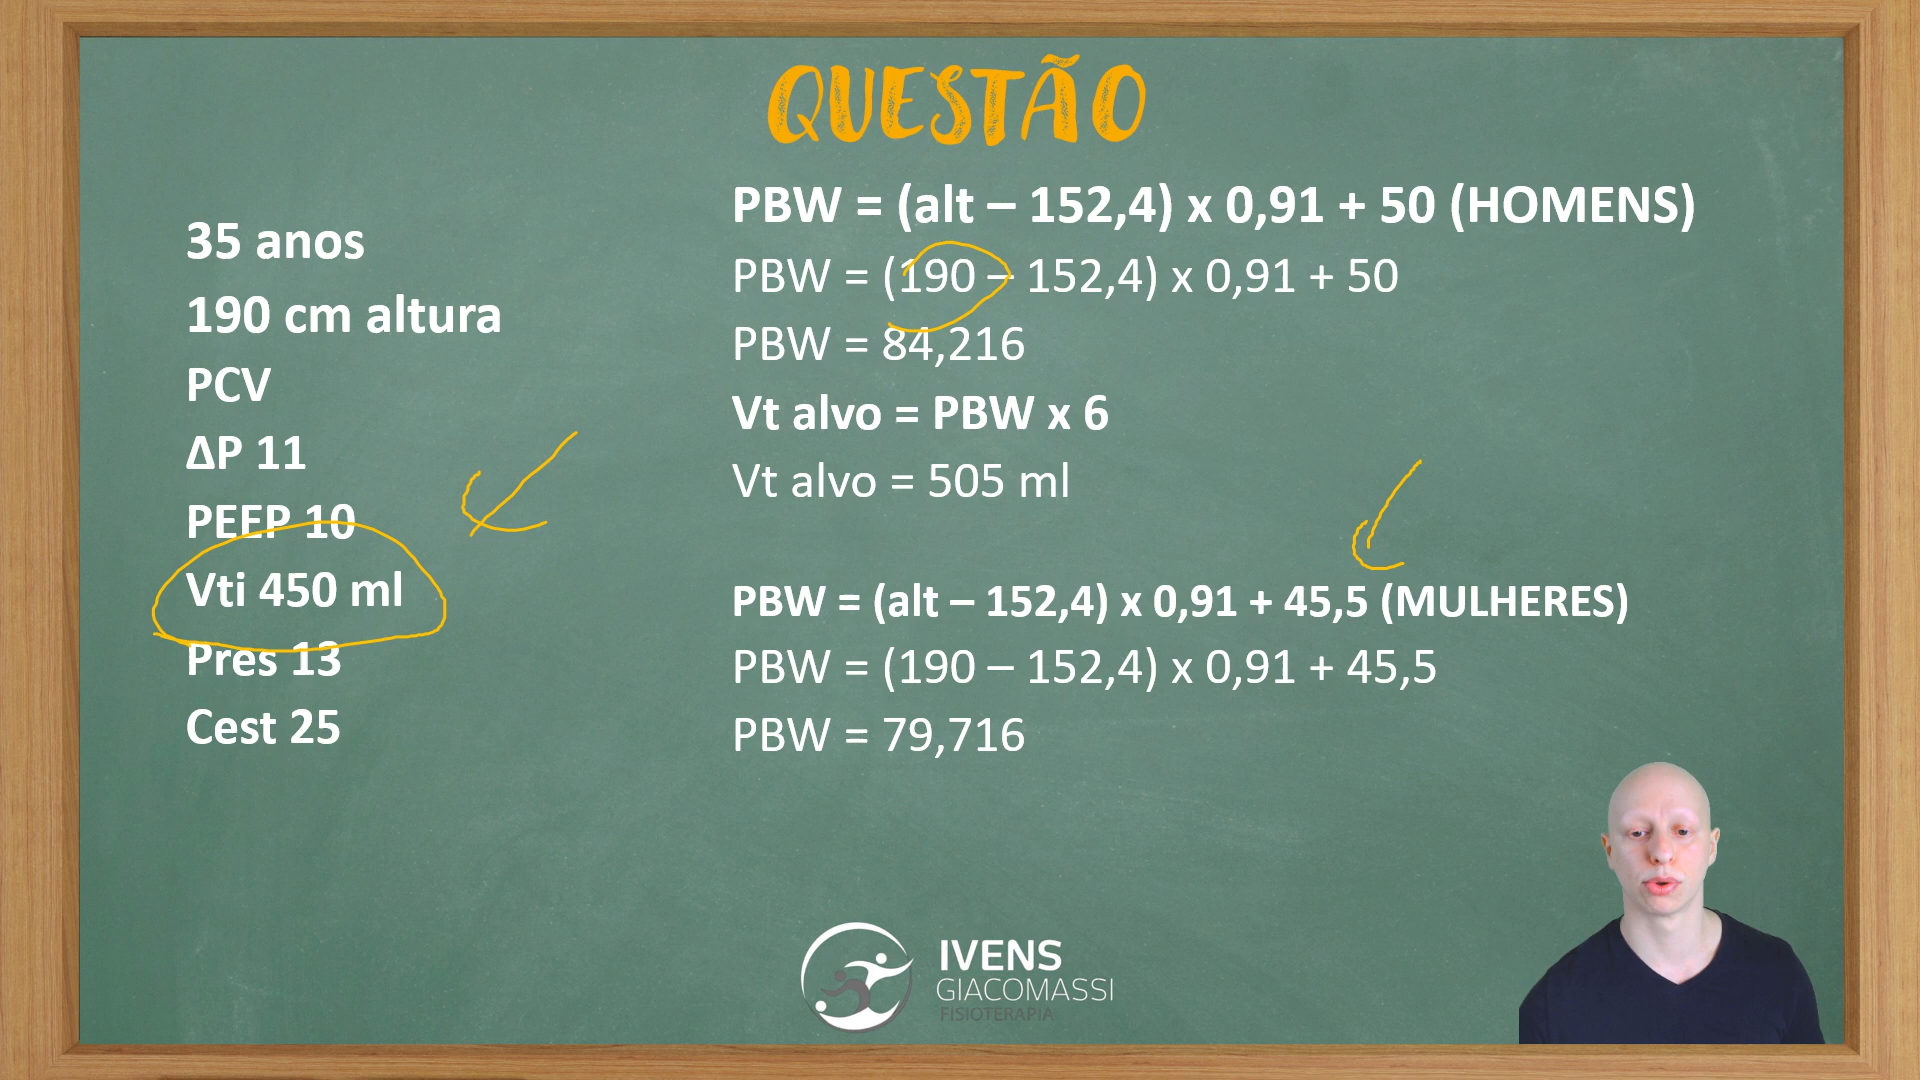 QUESTÃO
35 anos
190 cm altura
PCV
ΔP 11
PEEP 10
Vti 450 ml
Pres 13
Cest 25
PBW = (alt – 152,4) x 0,91 + 50 (HOMENS)
PBW = (190 – 152,4) x 0,91 + 50
PBW = 84,216
Vt alvo = PBW x 6
Vt alvo = 505 ml
PBW = (alt – 152,4) x 0,91 + 45,5 (MULHERES)
PBW = (190 – 152,4) x 0,91 + 45,5
PBW = 79,716
IVENS
GIACOMASSI
FISIOTERAPIA